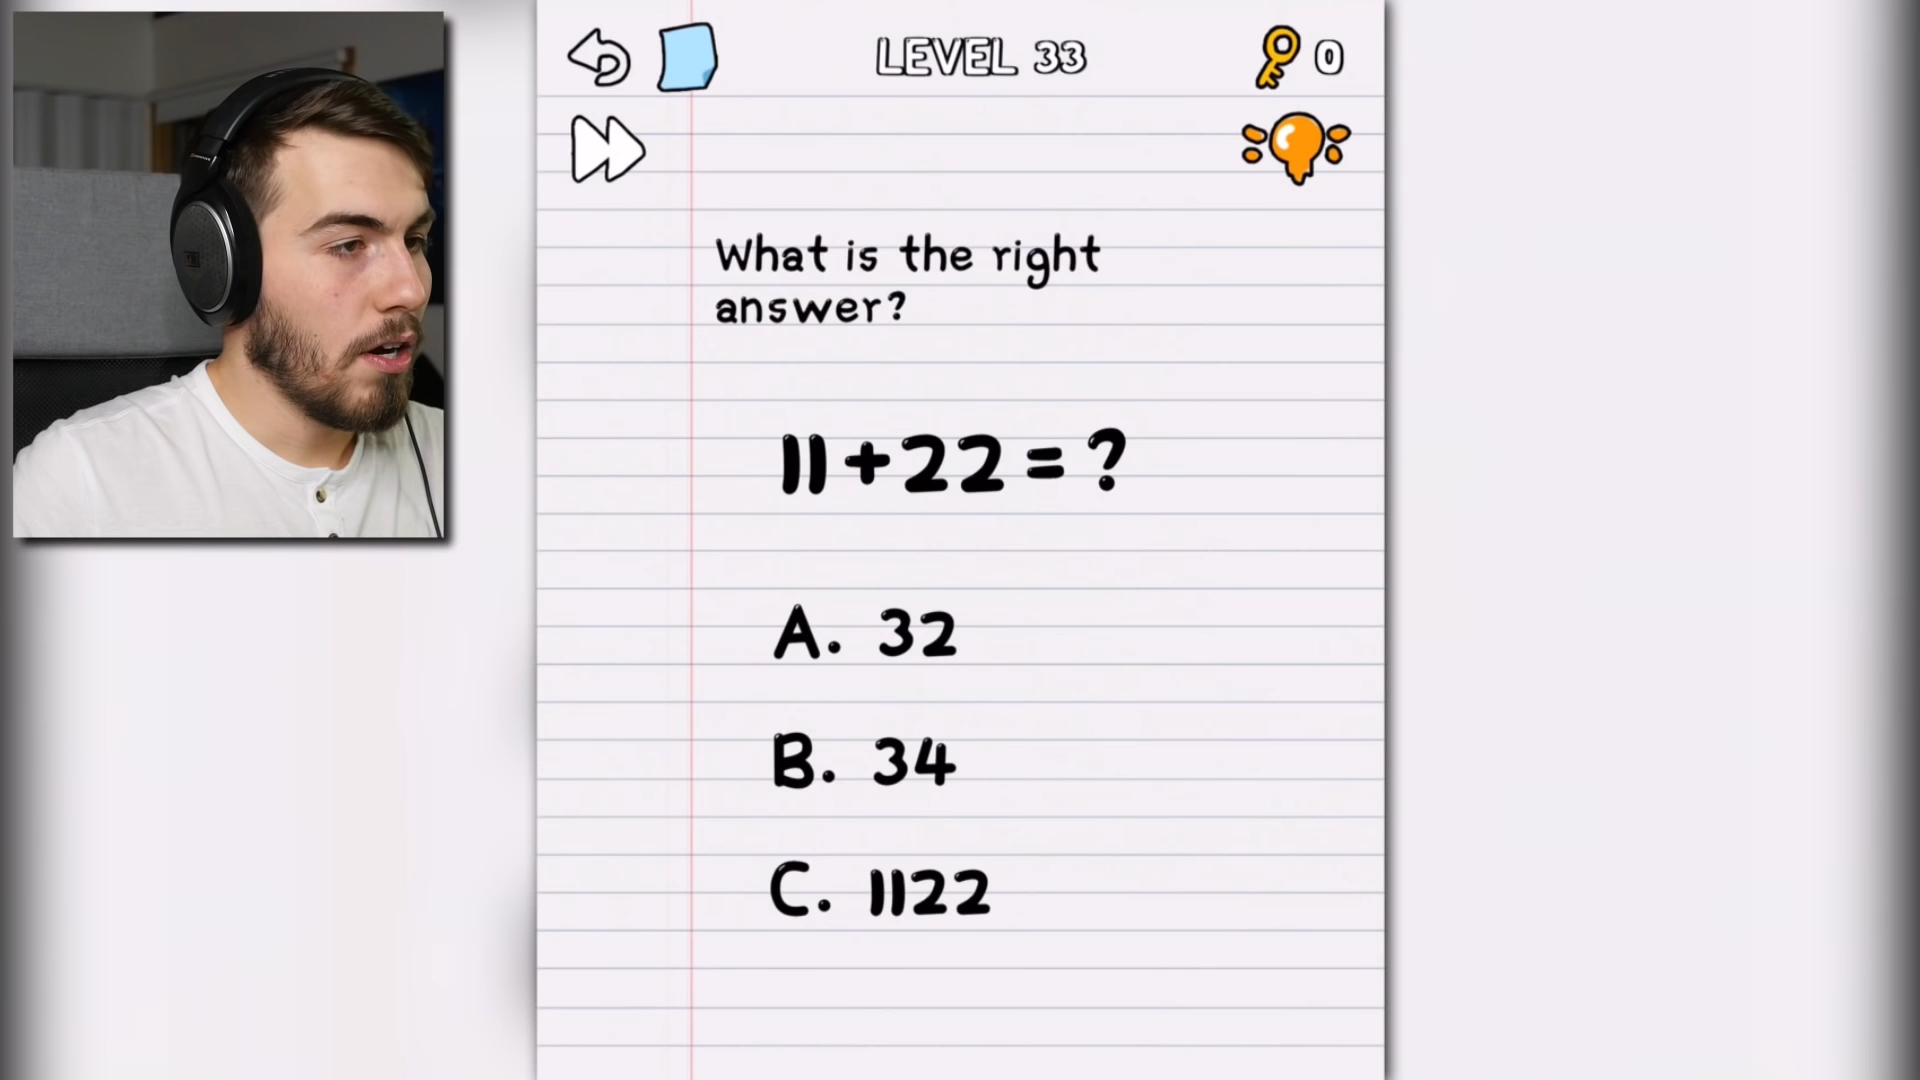 LEVEL 33
0
What is the right
answer?
11+22=?
A. 32
B. 34
C. 1122